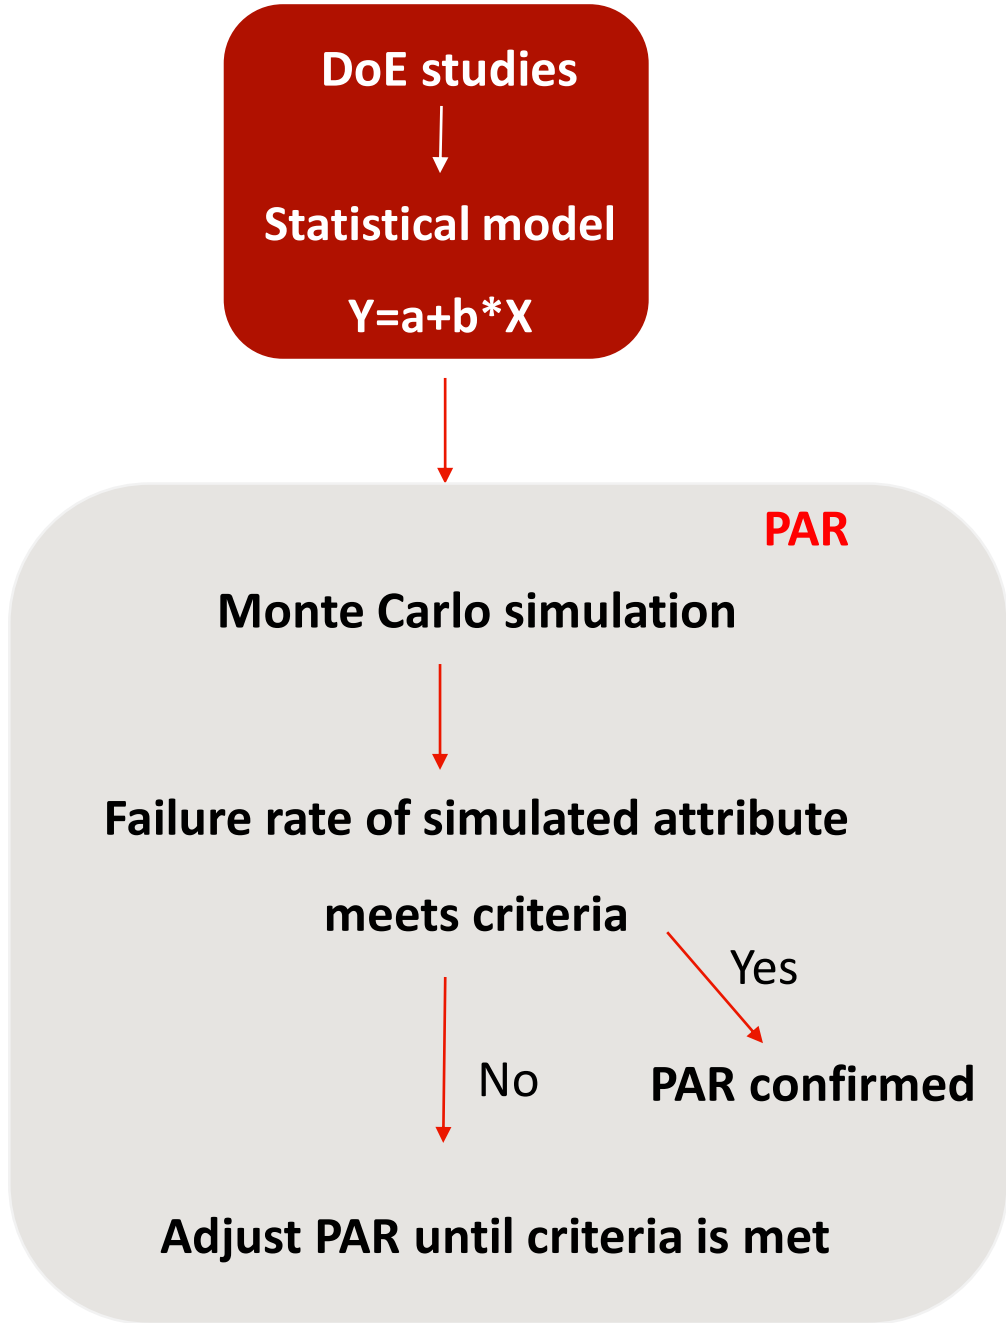 DoE studies
Statistical model
Y=a+b*X
PAR
Monte Carlo simulation
Failure rate of simulated attribute
meets criteria
Yes
No
PAR confirmed
Adjust PAR until criteria is met